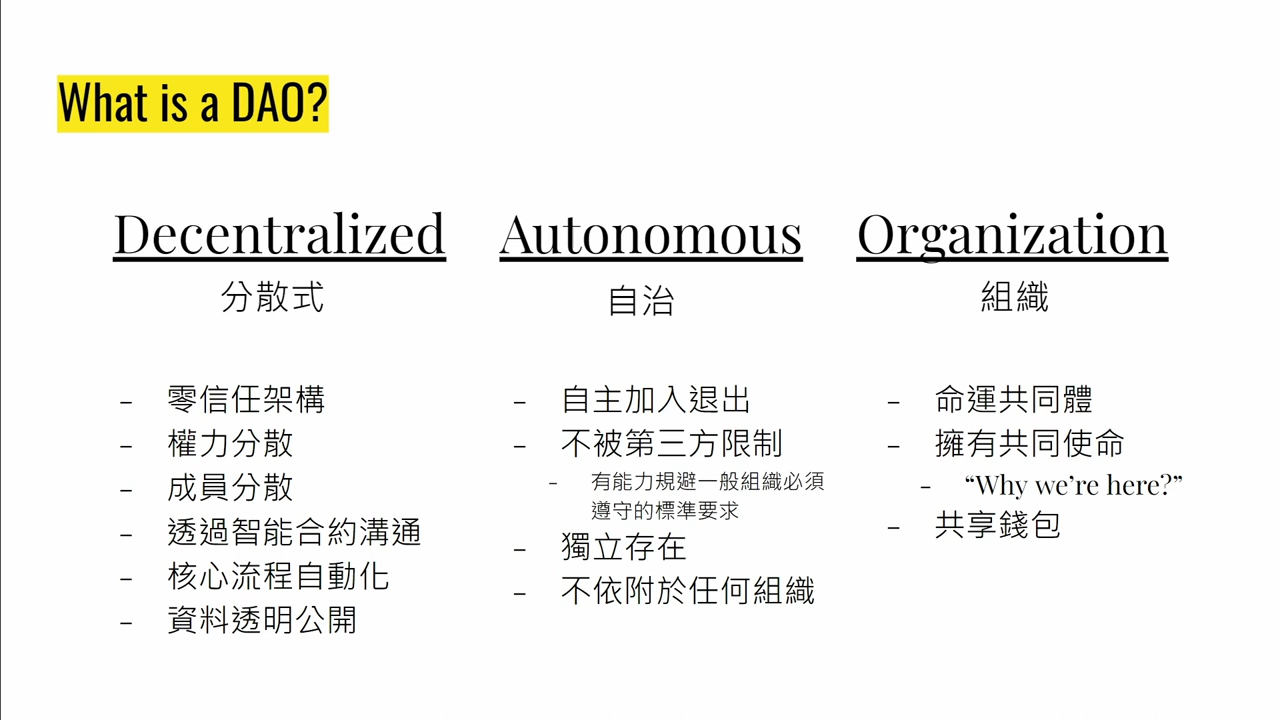 What is a DAO?
Decentralized
分散式
- 零信任架構
- 權力分散
- 成員分散
- 透過智能合約溝通
- 核心流程自動化
- 資料透明公開
Autonomous
自治
- 自主加入退出
- 不被第三方限制
- 有能力規避一般組織必須
遵守的標準要求
- 獨立存在
- 不依附於任何組織
Organization
組織
- 命運共同體
- 擁有共同使命
- “Why we’re here?”
- 共享錢包